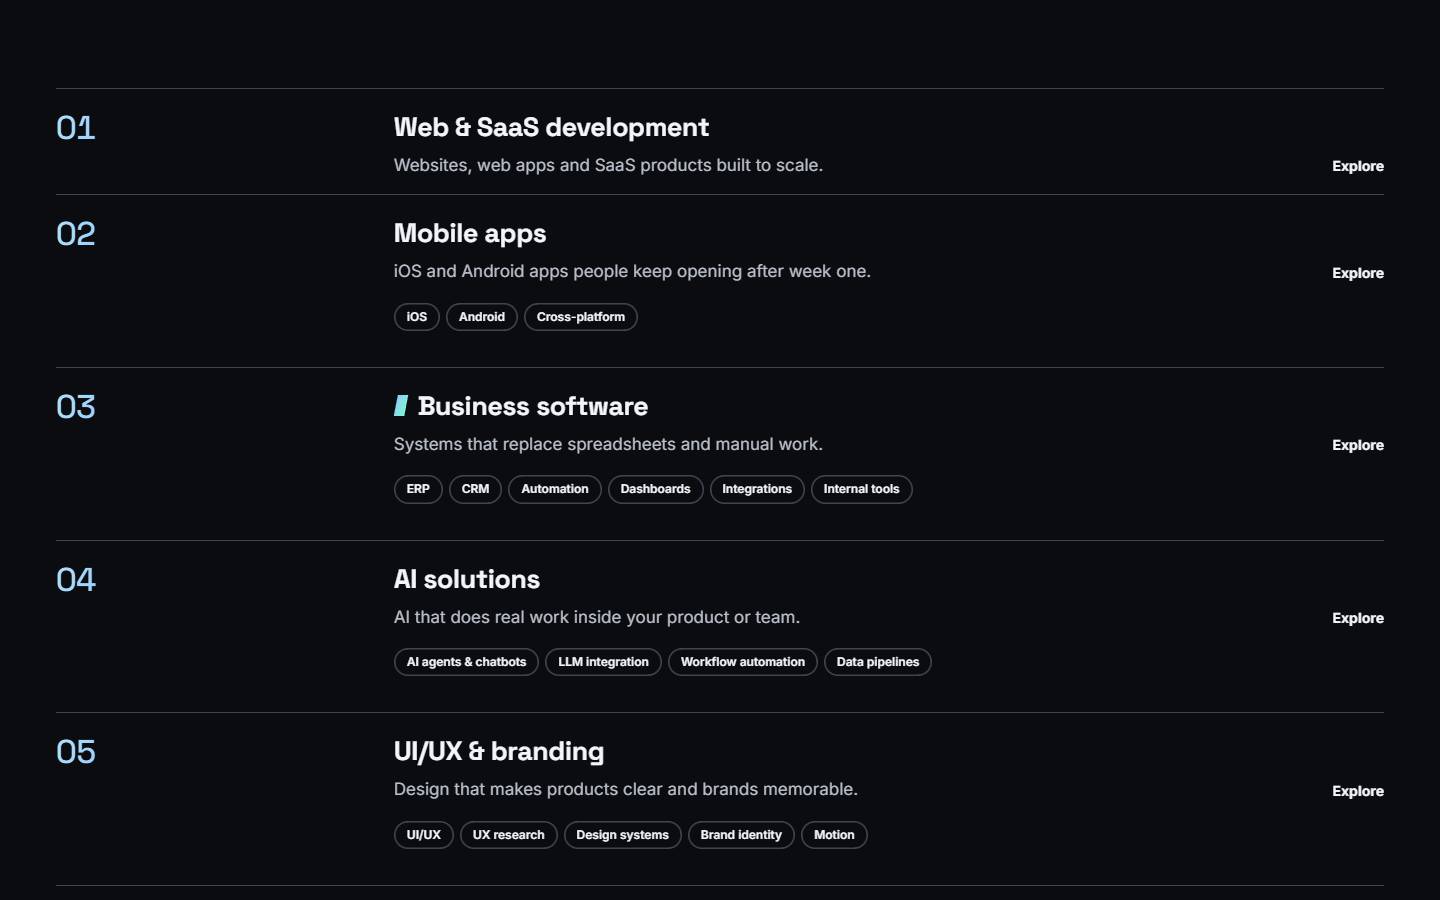 01
Web & SaaS development
Websites, web apps and SaaS products built to scale.
Explore
02
Mobile apps
iOS and Android apps people keep opening after week one.
Explore
iOS
Android
Cross-platform
03
Business software
Systems that replace spreadsheets and manual work.
Explore
ERP
CRM
Automation
Dashboards
Integrations
Internal tools
04
AI solutions
AI that does real work inside your product or team.
Explore
AI agents & chatbots
LLM integration
Workflow automation
Data pipelines
05
UI/UX & branding
Design that makes products clear and brands memorable.
Explore
UI/UX
UX research
Design systems
Brand identity
Motion